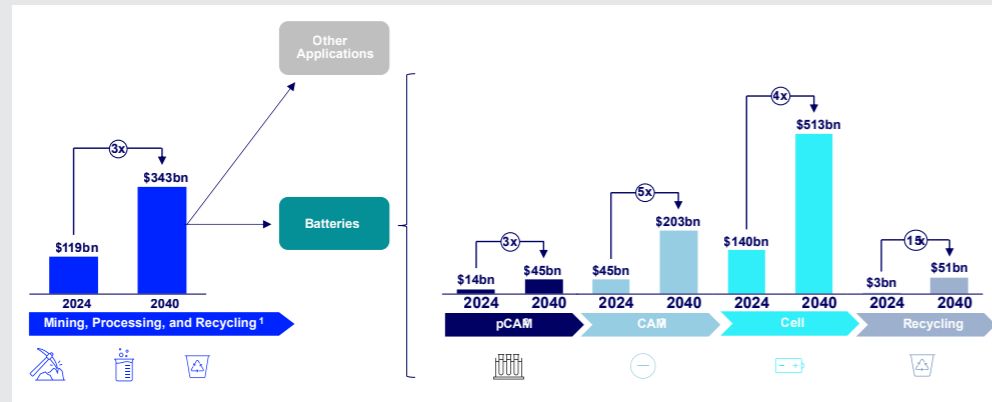 Other
Applications
3x
$343bn
$119bn
2024
2040
Mining, Processing, and Recycling 1
Batteries
3x
$14bn
$45bn
2024
2040
pCAM
5x
$45bn
$203bn
2024
2040
CAM
4x
$140bn
$513bn
2024
2040
Cell
15x
$3bn
$51bn
2024
2040
Recycling